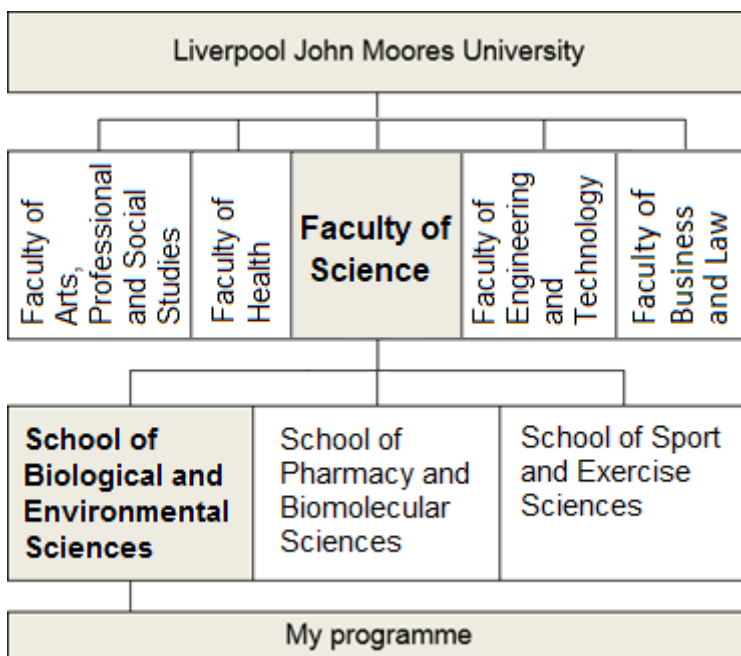 Liverpool John Moores University
Faculty of
Arts,
Professional
and Social
Studies
Faculty of
Health
Faculty of
Science
Faculty of
Engineering
and
Technology
Faculty of
Business
and Law
School of
Biological and
Environmental
Sciences
School of
Pharmacy and
Biomolecular
Sciences
School of Sport
and Exercise
Sciences
My programme